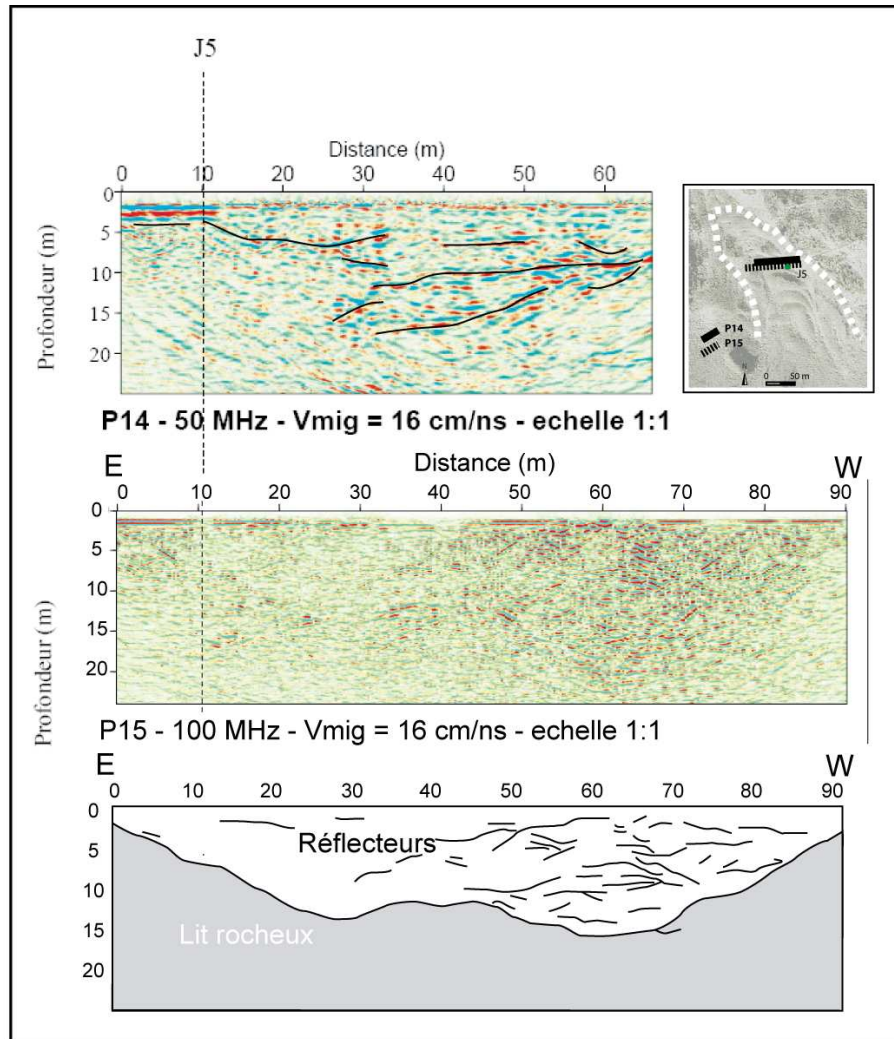 J5
Distance (m)
0 10 20 30 40 50 60
Profondeur (m)
0
5
10
15
20
J5
P14
P15
N
0 50 m
P14 - 50 MHz - Vmig = 16 cm/ns - echelle 1:1
E Distance (m) W
0 10 20 30 40 50 60 70 80 90
Profondeur (m)
0
5
10
15
20
P15 - 100 MHz - Vmig = 16 cm/ns - echelle 1:1
E W
0 10 20 30 40 50 60 70 80 90
0
5
10
15
20
Réflecteurs
Lit rocheux